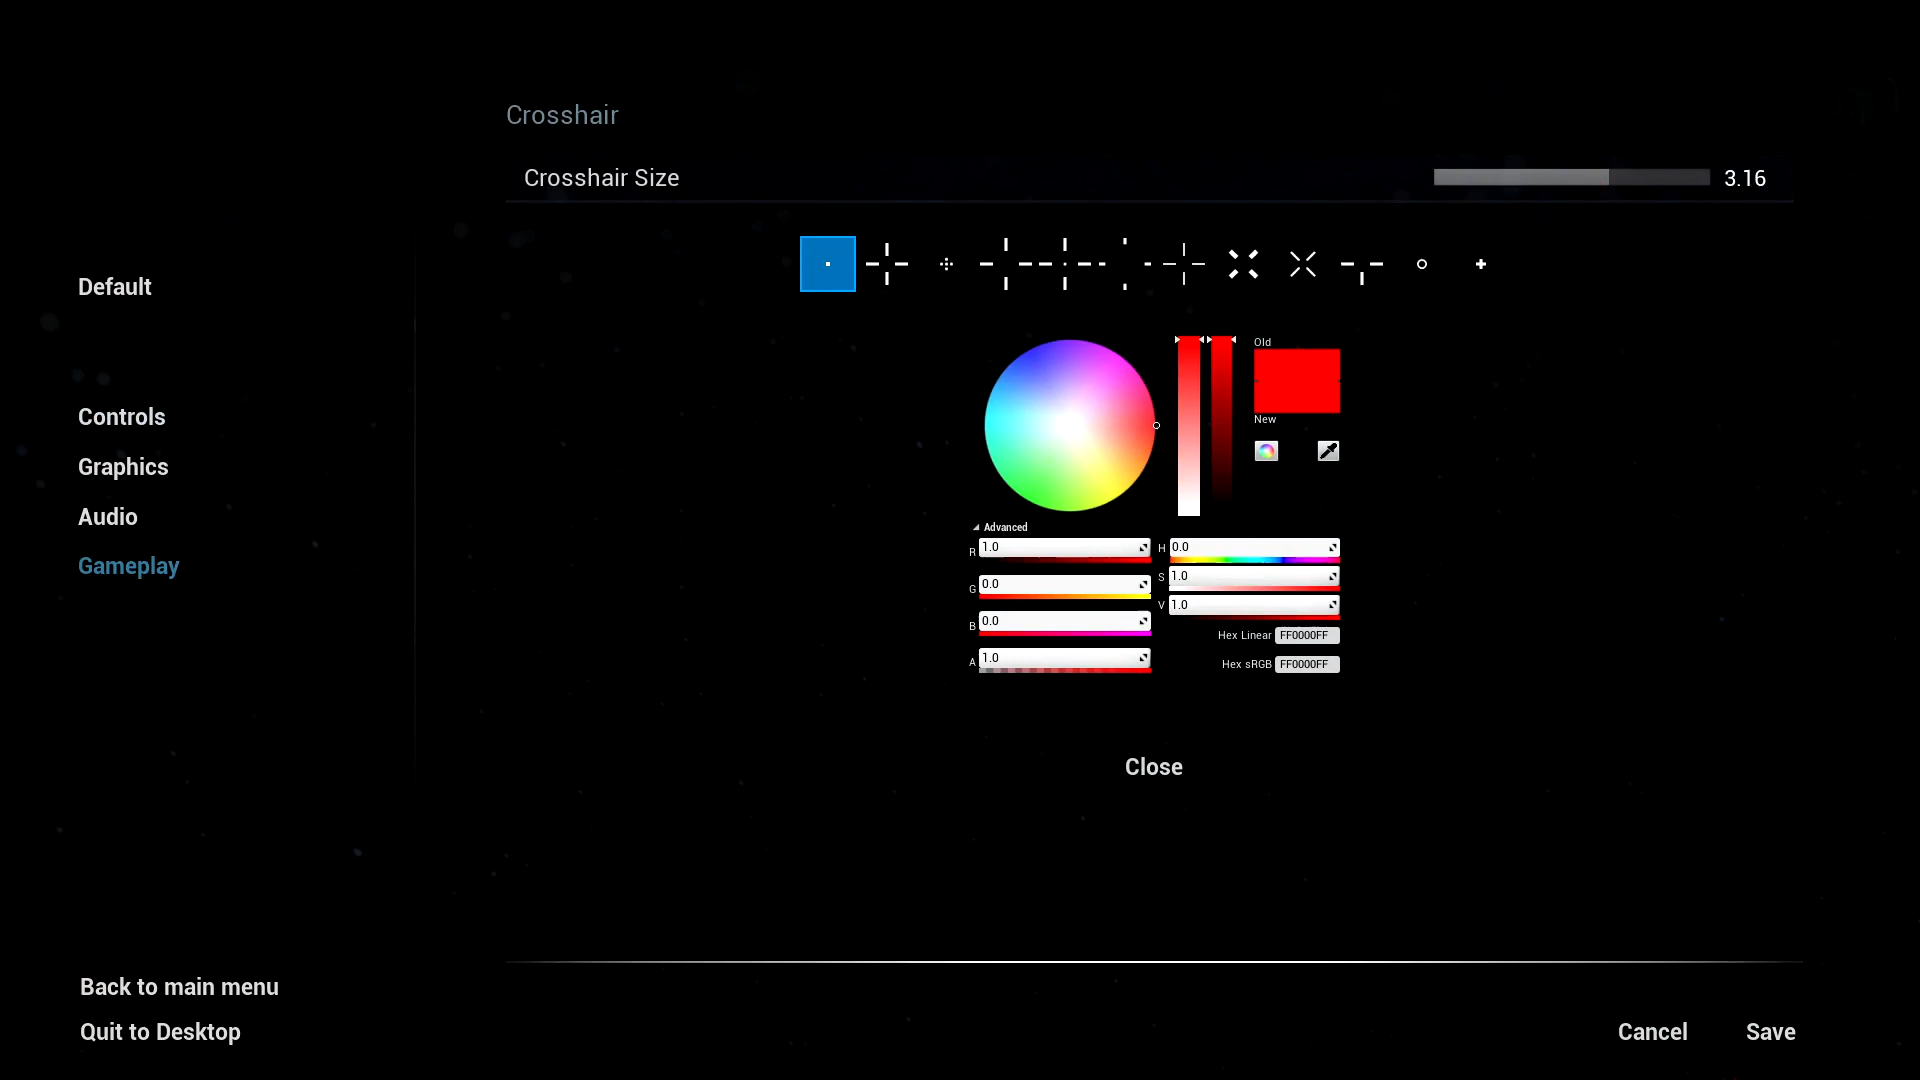 Crosshair
Crosshair Size 3.16
Default
Controls
Graphics
Audio
Gameplay
Old
New
Advanced
R 1.0
H 0.0
S 1.0
G 0.0
V 1.0
B 0.0
Hex Linear FF0000FF
A 1.0
Hex sRGB FF0000FF
Close
Back to main menu
Quit to Desktop
Cancel
Save